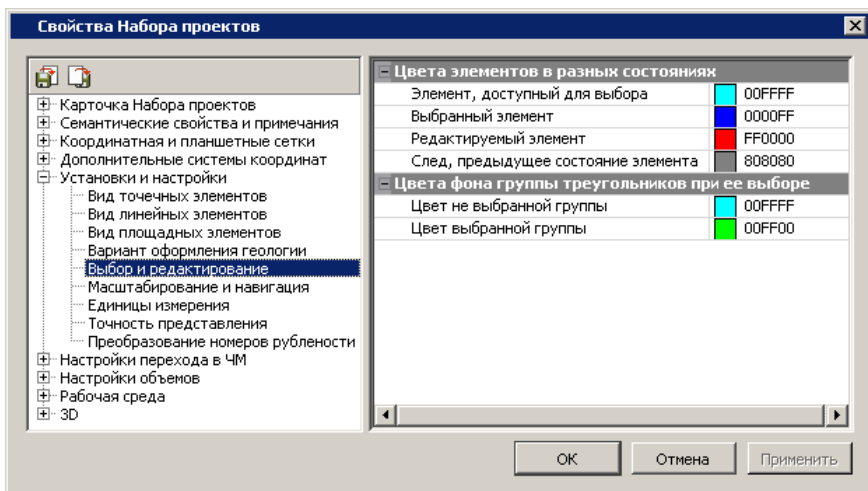 Свойства Набора проектов
Карточка Набора проектов
Семантические свойства и примечания
Координатная и планшетные сетки
Дополнительные системы координат
Установки и настройки
Вид точечных элементов
Вид линейных элементов
Вид площадных элементов
Вариант оформления геологии
Выбор и редактирование
Масштабирование и навигация
Единицы измерения
Точность представления
Преобразование номеров рублености
Настройки перехода в ЧМ
Настройки объемов
Рабочая среда
3D
Цвета элементов в разных состояниях
Элемент, доступный для выбора 00FFFF
Выбранный элемент 0000FF
Редактируемый элемент FF0000
След, предыдущее состояние элемента 808080
Цвета фона группы треугольников при ее выборе
Цвет не выбранной группы 00FFFF
Цвет выбранной группы 00FF00
ОК Отмена Применить